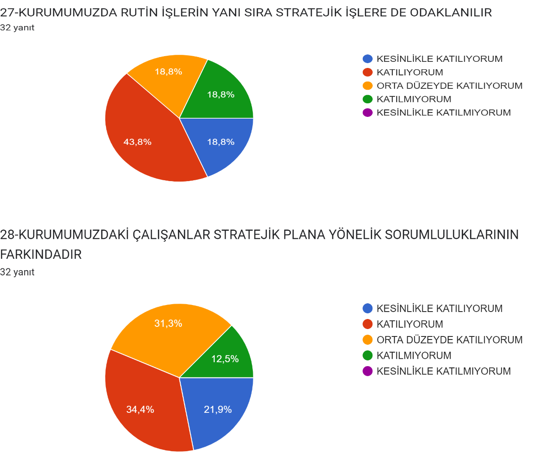 27-KURUMUMUZDA RUTİN İŞLERİN YANI SIRA STRATEJİK İŞLERE DE ODAKLANILIR
32 yanıt
18,8%
18,8%
43,8%
18,8%
KESİNLİKLE KATILIYORUM
KATILIYORUM
ORTA DÜZEYDE KATILIYORUM
KATILMIYORUM
KESİNLİKLE KATILMIYORUM
28-KURUMUMUZDAKİ ÇALIŞANLAR STRATEJİK PLANA YÖNELİK SORUMLULUKLARININ
FARKINDADIR
32 yanıt
31,3%
12,5%
34,4%
21,9%
KESİNLİKLE KATILIYORUM
KATILIYORUM
ORTA DÜZEYDE KATILIYORUM
KATILMIYORUM
KESİNLİKLE KATILMIYORUM